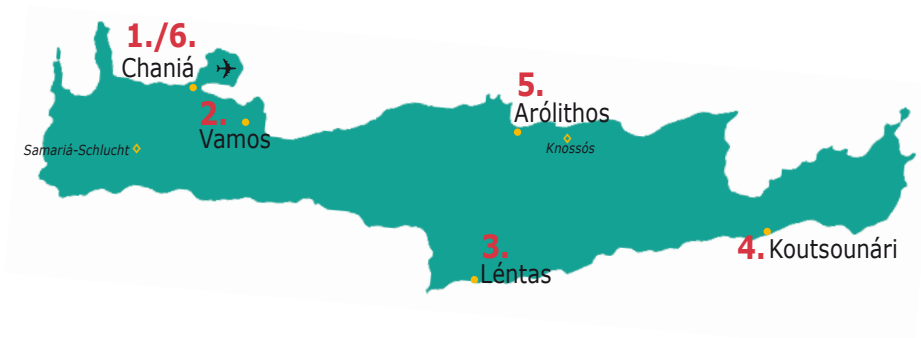 1./6.
Chaniá
2.
Vamos
Samariá-Schlucht
5.
Arólithos
Knossós
3.
Léntas
4. Koutsounári